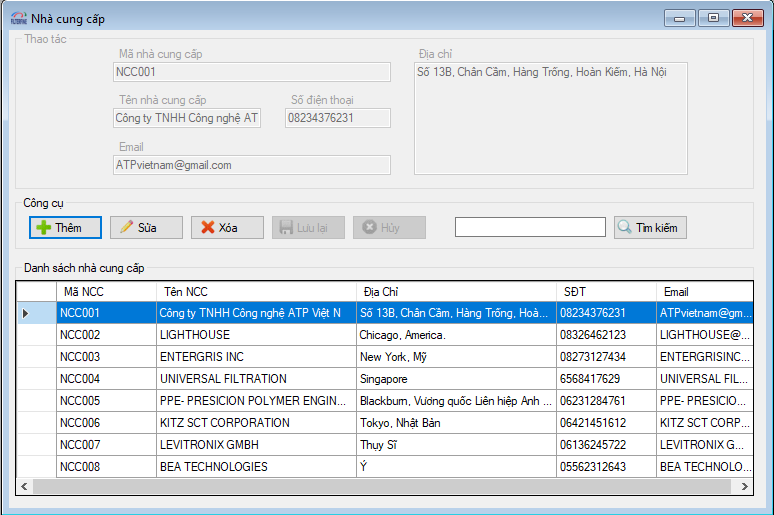 Nhà cung cấp
Thao tác
Mã nhà cung cấp
NCC001
Địa chỉ
Số 13B, Chân Cầm, Hàng Trống, Hoàn Kiếm, Hà Nội
Tên nhà cung cấp Số điện thoại
Công ty TNHH Công nghệ AT 08234376231
Email
ATPvietnam@gmail.com
Công cụ
Thêm Sửa Xóa Lưu lại Hủy Tìm kiếm
Danh sách nhà cung cấp
Mã NCC Tên NCC Địa Chỉ SĐT Email
NCC001 Công ty TNHH Công nghệ ATP Việt N Số 13B, Chân Cầm, Hàng Trống, Hoà... 08234376231 ATPvietnam@gm...
NCC002 LIGHTHOUSE Chicago, America. 08326462123 LIGHTHOUSE@...
NCC003 ENTERGRIS INC New York, Mỹ 08273127434 ENTERGRISINC...
NCC004 UNIVERSAL FILTRATION Singapore 6568417629 UNIVERSAL FIL...
NCC005 PPE- PRESICION POLYMER ENGIN... Blackburn, Vương quốc Liên hiệp Anh ... 06231284761 PPE- PRESICIO...
NCC006 KITZ SCT CORPORATION Tokyo, Nhật Bản 06421451612 KITZ SCT CORP...
NCC007 LEVITRONIX GMBH Thụy Sĩ 06136245722 LEVITRONIX G...
NCC008 BEA TECHNOLOGIES Ý 05562312643 BEA TECHNOLO...